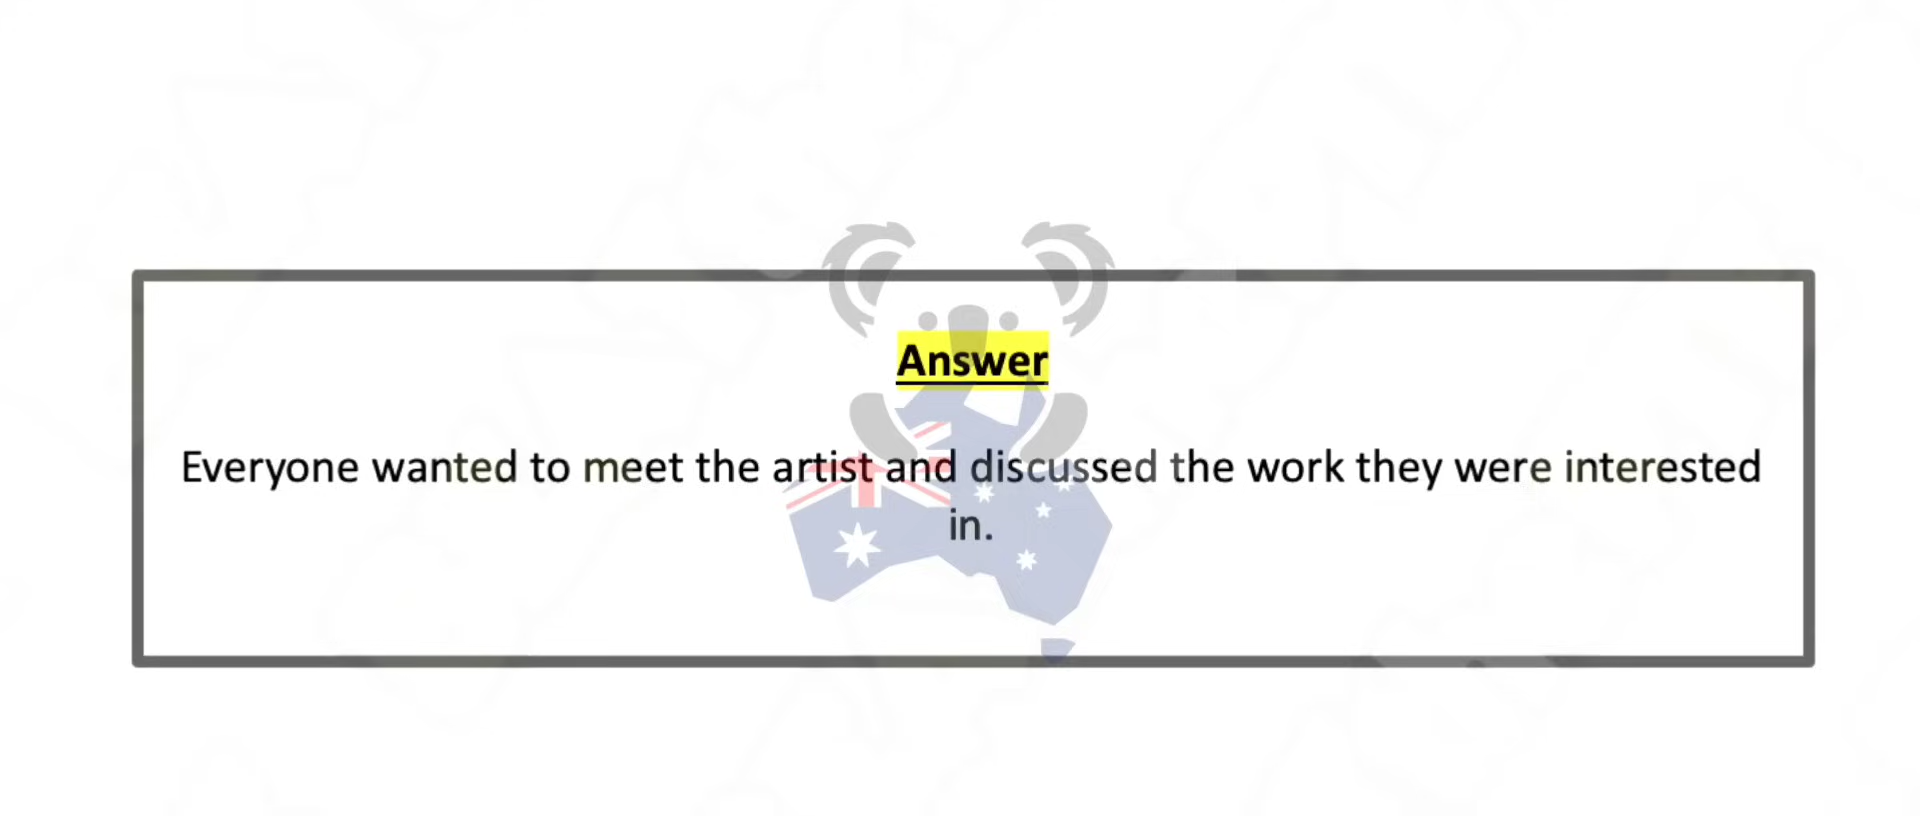 Answer
Everyone wanted to meet the artist and discussed the work they were interested
in.